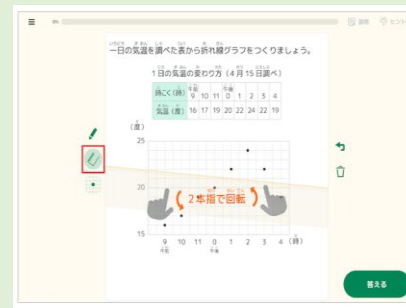 0%
一日の気温を調べた表から折れ線グラフをつくりましょう。
1日の気温の変わり方(4月15日調べ)
時こく(時) 午前9 10 11 午後0 1 2 3 4
気温(度) 16 17 19 20 22 24 22 19
(度)
25
20
15
2本指で回転
9 10 11 0 1 2 3 4 (時)
午前 午後
答える